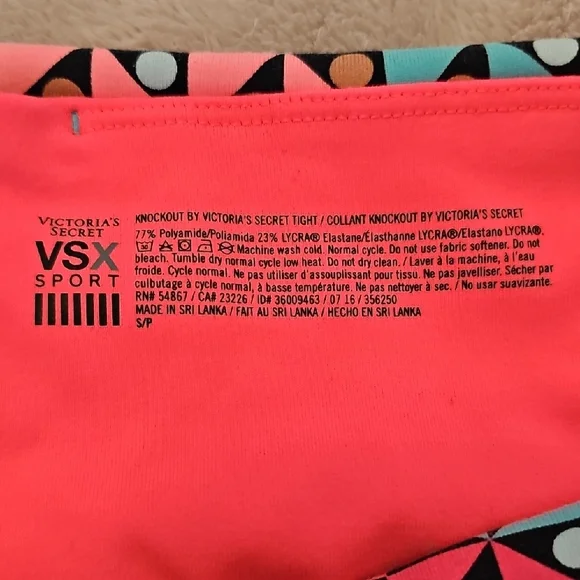 VICTORIA'S
SECRET
VSX
SPORT
KNOCKOUT BY VICTORIA'S SECRET TIGHT / COLLANT KNOCKOUT BY VICTORIA'S SECRET
77% Polyamide/Poliamida 23% LYCRA® Elastane/Élasthanne LYCRA®/Elastano LYCRA®,
Machine wash cold. Normal cycle. Do not use fabric softener. Do not
bleach. Tumble dry normal cycle low heat. Do not dry clean. / Laver à la machine, à l'eau
froide. Cycle normal. Ne pas utiliser d'assouplissant pour tissu. Ne pas javelliser. Sécher par
culbutage à cycle normal, à basse température. Ne pas nettoyer à sec. / No usar suavizante.
RN# 54867 / CA# 23226 / ID# 36009463 / 07 16 / 356250
MADE IN SRI LANKA / FAIT AU SRI LANKA / HECHO EN SRI LANKA
S/P